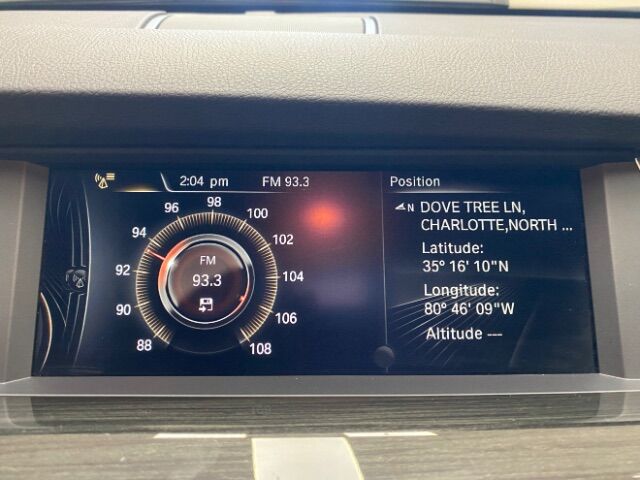 2:04 pm
FM 93.3
98
96
100
94
102
92
104
90
106
88
108
FM
93.3
Position
N DOVE TREE LN,
CHARLOTTE,NORTH ...
Latitude:
35° 16' 10"N
Longitude:
80° 46' 09"W
Altitude ---